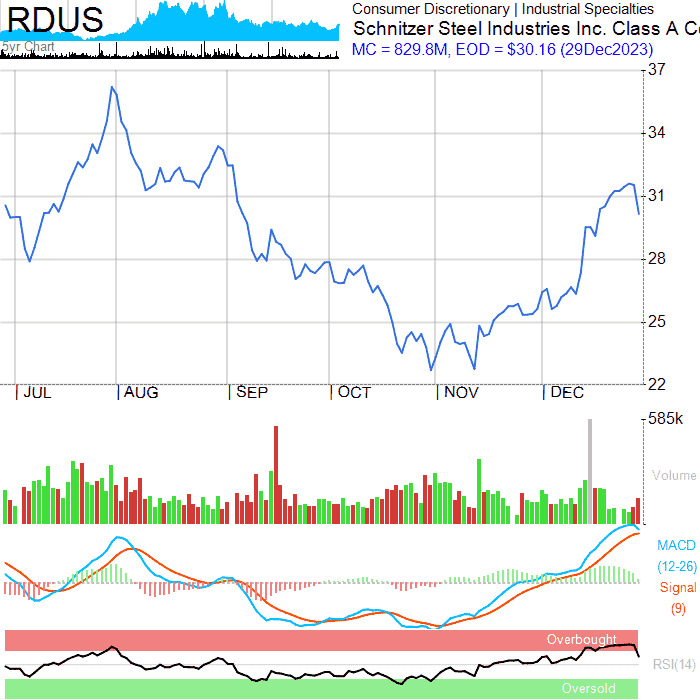 RDUS
5yr Chart
Consumer Discretionary | Industrial Specialties
Schnitzer Steel Industries Inc. Class A Co
MC = 829.8M, EOD = $30.16 (29Dec2023)
37
34
31
28
25
22
JUL AUG SEP OCT NOV DEC
585k
Volume
MACD
(12-26)
Signal
(9)
Overbought
RSI(14)
Oversold